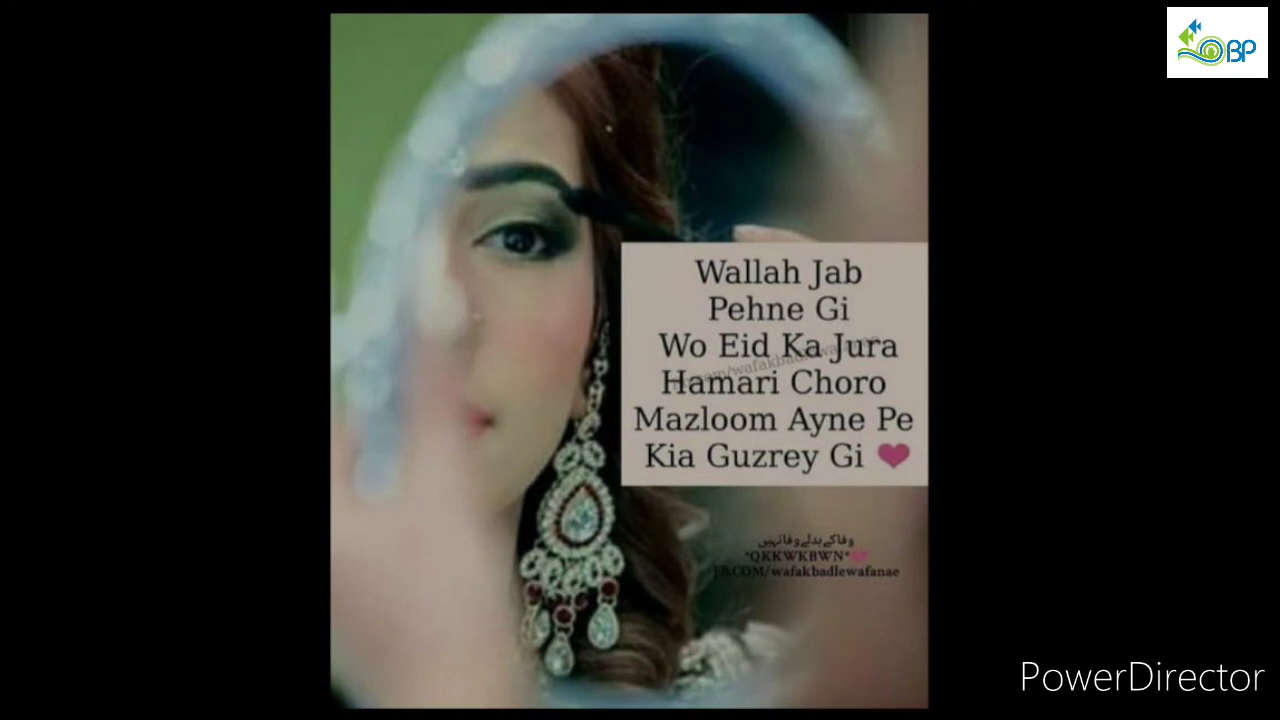 BP
Wallah Jab
Pehne Gi
Wo Eid Ka Jura
Hamari Choro
Mazloom Ayne Pe
Kia Guzrey Gi ❤
وفا کے بدلے وفا نہیں
*QKKWKBWN*
FB.COM/wafakbadlewafanae
PowerDirector